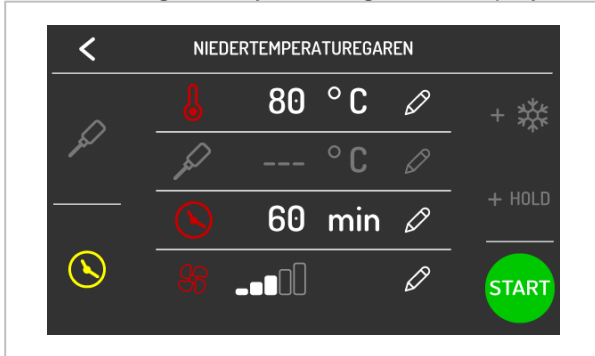 NIEDERTEMPERATUREGAREN
80 °C
--- °C
60 min
+
+ HOLD
START